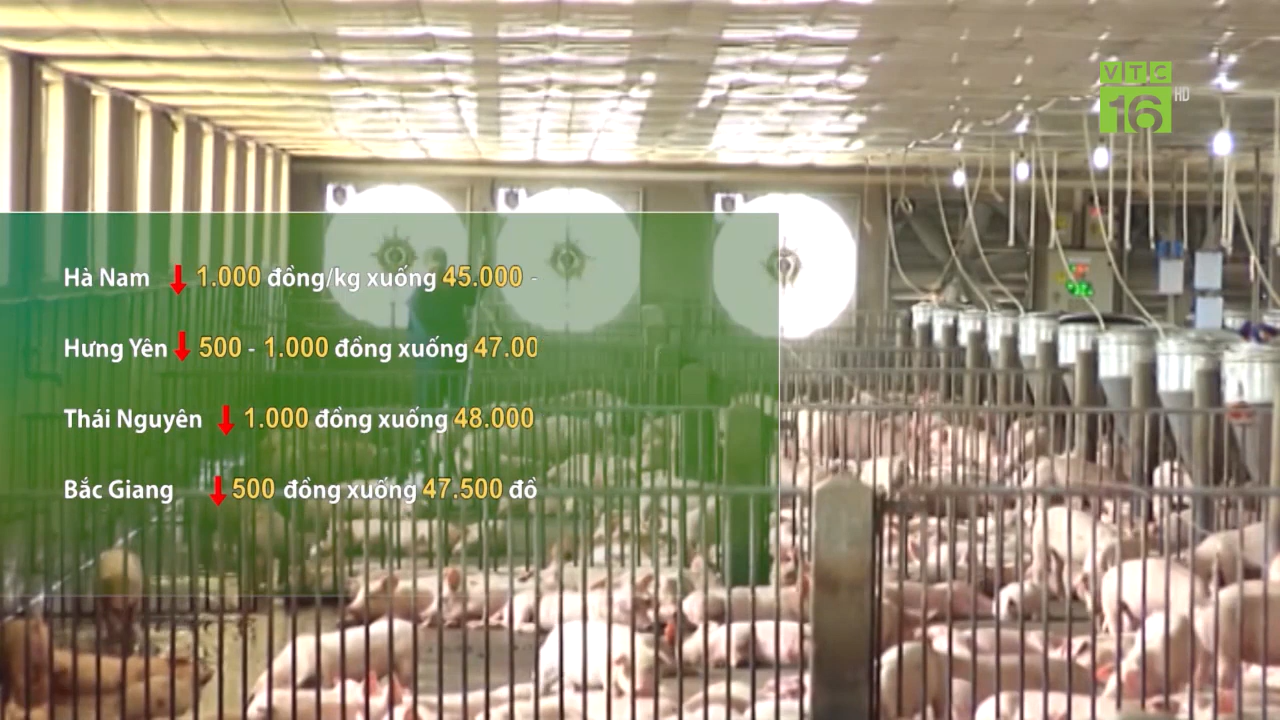 VTC
16 HD
Hà Nam 1.000 đồng/kg xuống 45.000 -
Hưng Yên 500 - 1.000 đồng xuống 47.00
Thái Nguyên 1.000 đồng xuống 48.000
Bắc Giang 500 đồng xuống 47.500 đồ